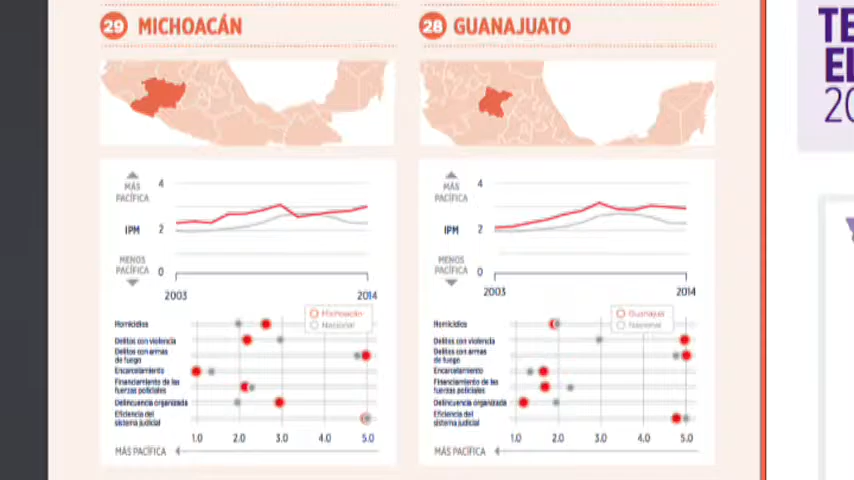 29 MICHOACÁN
4
MÁS
PACÍFICA
IPM 2
MENOS
PACÍFICA
0
2003 2014
Michoacán
Nacional
Homicidios
Delitos con violencia
Delitos con armas
de fuego
Encarcelamiento
Financiamiento de las
fuerzas policiales
Delincuencia organizada
Eficiencia del
sistema judicial
1.0 2.0 3.0 4.0 5.0
MÁS PACÍFICA
28 GUANAJUATO
4
MÁS
PACÍFICA
IPM 2
MENOS
PACÍFICA
0
2003 2014
Guanajuat
Nacional
Homicidios
Delitos con violencia
Delitos con armas
de fuego
Encarcelamiento
Financiamiento de las
fuerzas policiales
Delincuencia organizada
Eficiencia del
sistema judicial
1.0 2.0 3.0 4.0 5.0
MÁS PACÍFICA
TE
EL
20